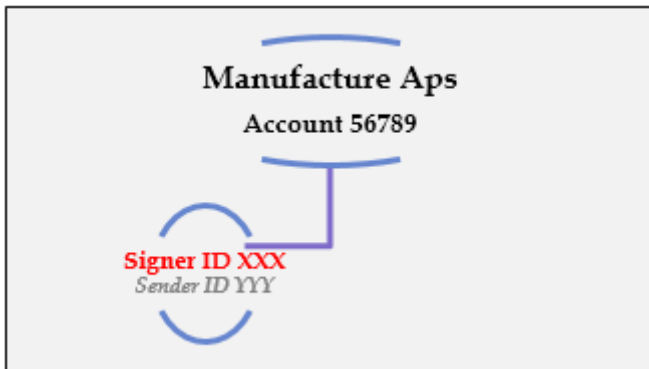 Manufacture Aps
Account 56789
Signer ID XXX
Sender ID YYY